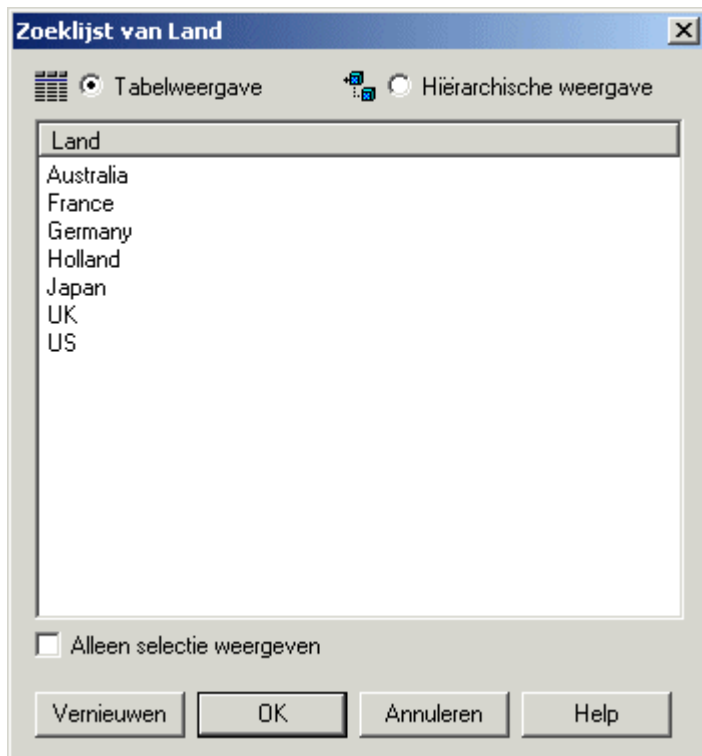 Zoeklijst van Land
Tabelweergave Hiërarchische weergave
Land
Australia
France
Germany
Holland
Japan
UK
US
Alleen selectie weergeven
Vernieuwen OK Annuleren Help